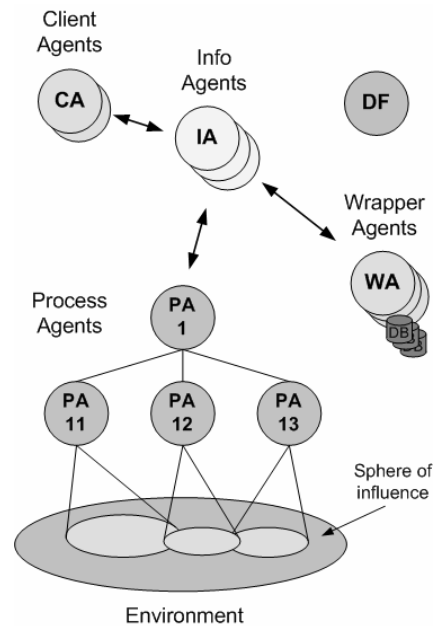 Client
Agents
CA
Info
Agents
IA
DF
Wrapper
Agents
WA
DB
B
Process
Agents
PA
1
PA
11
PA
12
PA
13
Sphere of
influence
Environment